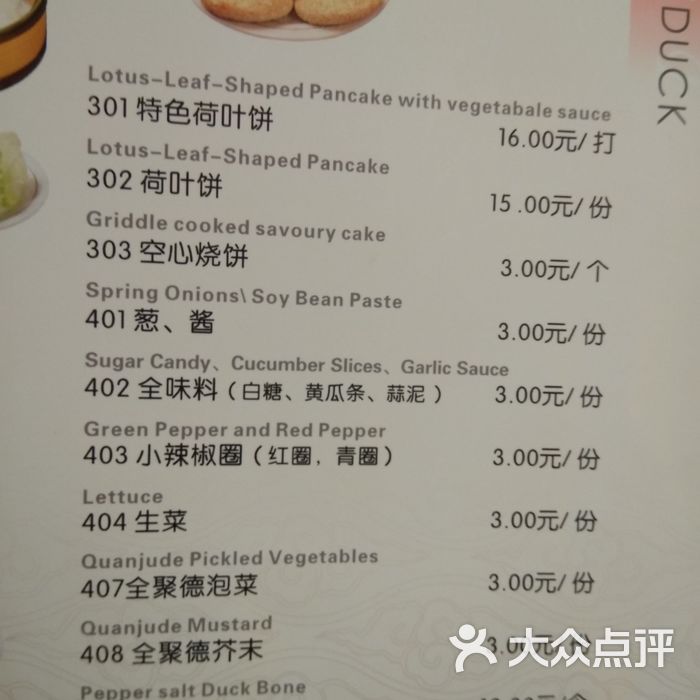 DUCK
Lotus-Leaf-Shaped Pancake with vegetabale sauce
301 特色荷叶饼 16.00元/ 打
Lotus-Leaf-Shaped Pancake
302 荷叶饼 15 .00元/ 份
Griddle cooked savoury cake
303 空心烧饼 3.00元/ 个
Spring Onions\ Soy Bean Paste
401 葱、酱 3.00元/ 份
Sugar Candy、Cucumber Slices、Garlic Sauce
402 全味料（白糖、黄瓜条、蒜泥 ） 3.00元/ 份
Green Pepper and Red Pepper
403 小辣椒圈（红圈，青圈） 3.00元/ 份
Lettuce
404 生菜 3.00元/ 份
Quanjude Pickled Vegetables
407全聚德泡菜 3.00元/ 份
Quanjude Mustard
408 全聚德芥末 3.00元/ 份
Pepper salt Duck Bone
大众点评